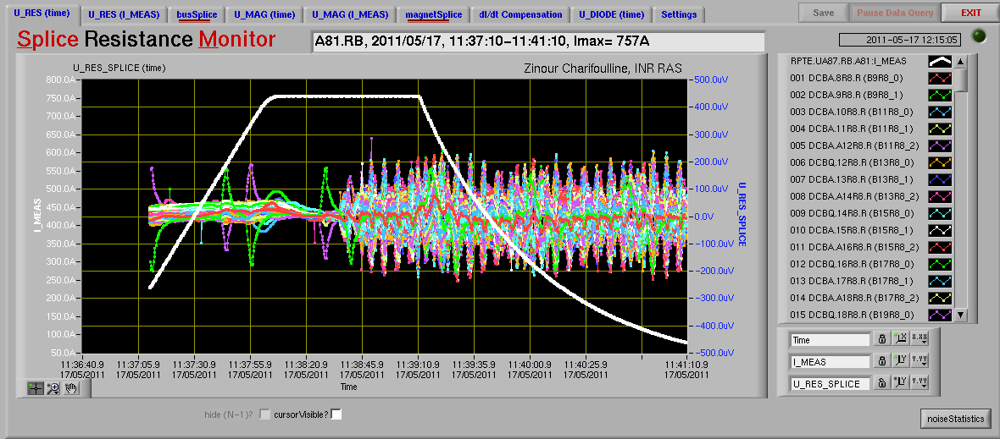 U_RES (time) U_RES (I_MEAS) busSplice U_MAG (time) U_MAG (I_MEAS) magnetSplice dI/dt Compensation U_DIODE (time) Settings Save Pause Data Query EXIT
Splice Resistance Monitor
A81.RB, 2011/05/17, 11:37:10-11:41:10, Imax= 757A
2011-05-17 12:15:05
U_RES_SPLICE (time)
Zinour Charifoulline, INR RAS
800.0A
750.0A
700.0A
650.0A
600.0A
550.0A
500.0A
450.0A
400.0A
350.0A
300.0A
250.0A
200.0A
150.0A
100.0A
50.0A
I_MEAS
500.0uV
400.0uV
300.0uV
200.0uV
100.0uV
0.0uV
-100.0uV
-200.0uV
-300.0uV
-400.0uV
-500.0uV
U_RES_SPLICE
11:36:40.9 11:37:05.9 11:37:30.9 11:37:55.9 11:38:20.9 11:38:45.9 11:39:10.9 11:39:35.9 11:40:00.9 11:40:25.9 11:41:10.9
17/05/2011 17/05/2011 17/05/2011 17/05/2011 17/05/2011 17/05/2011 17/05/2011 17/05/2011 17/05/2011 17/05/2011 17/05/2011
Time
hide (N-1)? cursorVisible?
RPTE.UA87.RB.A81:I_MEAS
001 DCBA.8R8.R (B9R8_0)
002 DCBA.9R8.R (B9R8_1)
003 DCBA.10R8.R (B11R8_0)
004 DCBA.11R8.R (B11R8_1)
005 DCBA.A12R8.R (B11R8_2)
006 DCBQ.12R8.R (B13R8_0)
007 DCBA.13R8.R (B13R8_1)
008 DCBA.A14R8.R (B13R8_2)
009 DCBQ.14R8.R (B15R8_0)
010 DCBA.15R8.R (B15R8_1)
011 DCBA.A16R8.R (B15R8_2)
012 DCBQ.16R8.R (B17R8_0)
013 DCBA.17R8.R (B17R8_1)
014 DCBA.A18R8.R (B17R8_2)
015 DCBQ.18R8.R (B19R8_0)
Time X.XX
I_MEAS Y.YY
U_RES_SPLICE Y.YY
noiseStatistics